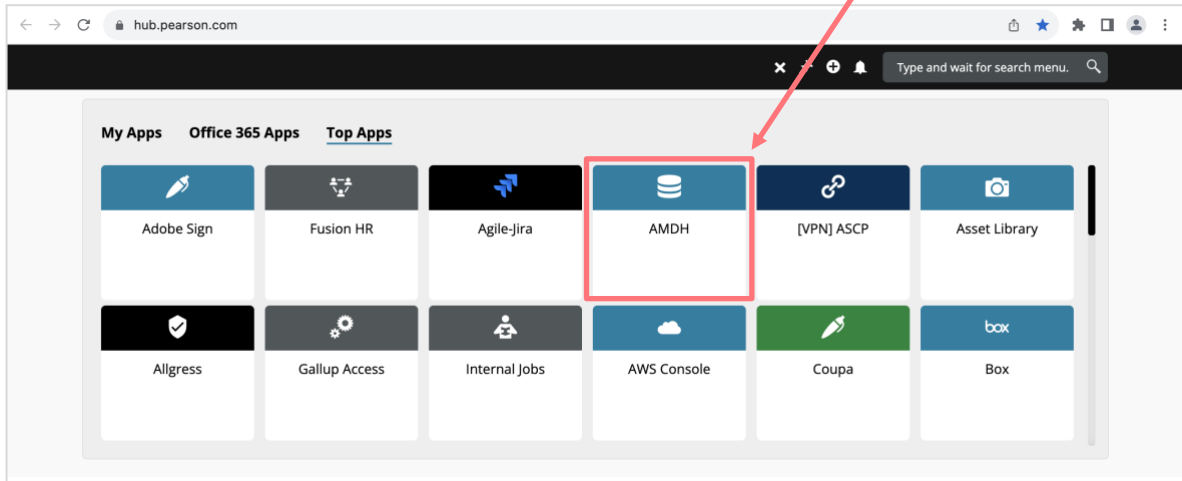 hub.pearson.com
Type and wait for search menu.
My Apps Office 365 Apps Top Apps
Adobe Sign Fusion HR Agile-Jira AMDH [VPN] ASCP Asset Library
box
Allgress Gallup Access Internal Jobs AWS Console Coupa Box